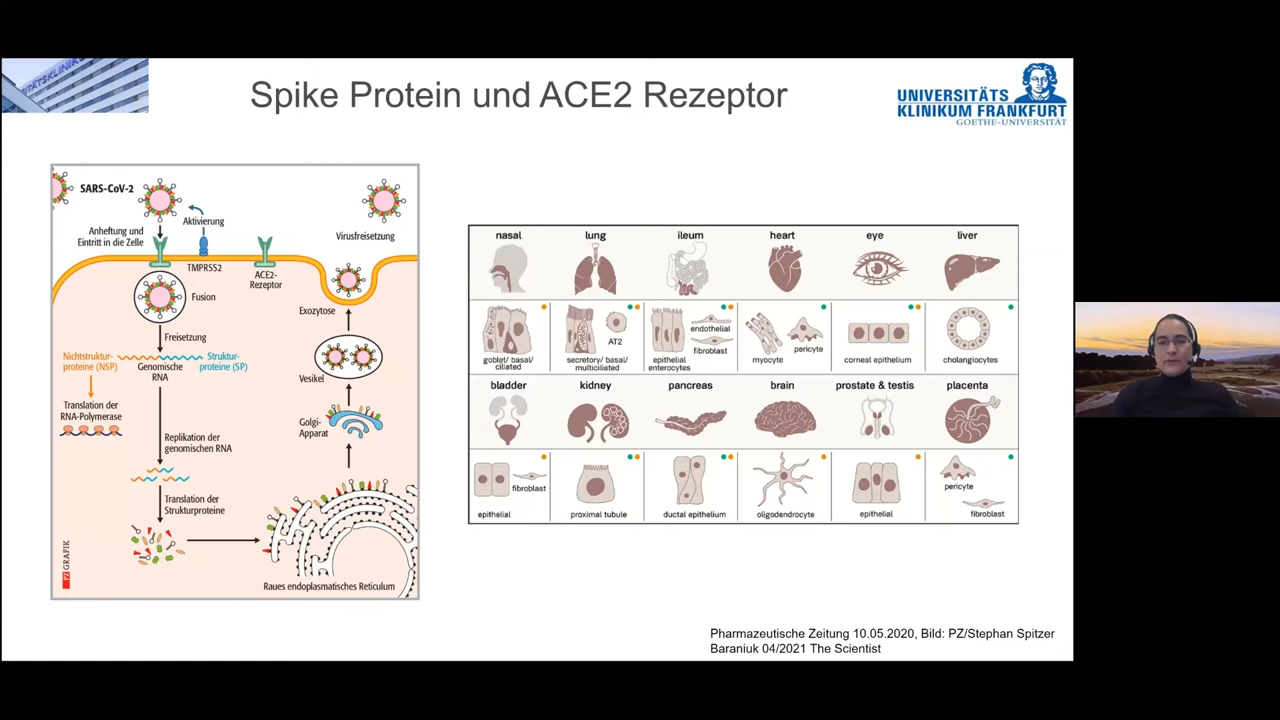 Spike Protein und ACE2 Rezeptor
UNIVERSITÄTS
KLINIKUM FRANKFURT
GOETHE-UNIVERSITÄT
SARS-CoV-2
Aktivierung
Anheftung und
Eintritt in die Zelle
Virusfreisetzung
TMPRSS2
ACE2-
Rezeptor
Fusion
Exozytose
Freisetzung
Nichtstruktur-
proteine (NSP)
Genomische
RNA
Struktur-
proteine (SP)
Vesikel
Translation der
RNA-Polymerase
Golgi-
Apparat
Replikation der
genomischen RNA
Translation der
Strukturproteine
Raues endoplasmatisches Reticulum
PZ GRAFIK
nasal lung ileum heart eye liver
goblet/ basal/
ciliated
AT2
secretory/ basal/
multiciliated
endothelial
fibroblast
epithelial
enterocytes
myocyte
pericyte
corneal epithelium
cholangiocytes
bladder kidney pancreas brain prostate & testis placenta
fibroblast
epithelial
proximal tubule
ductal epithelium
oligodendrocyte
epithelial
pericyte
fibroblast
Pharmazeutische Zeitung 10.05.2020, Bild: PZ/Stephan Spitzer
Baraniuk 04/2021 The Scientist